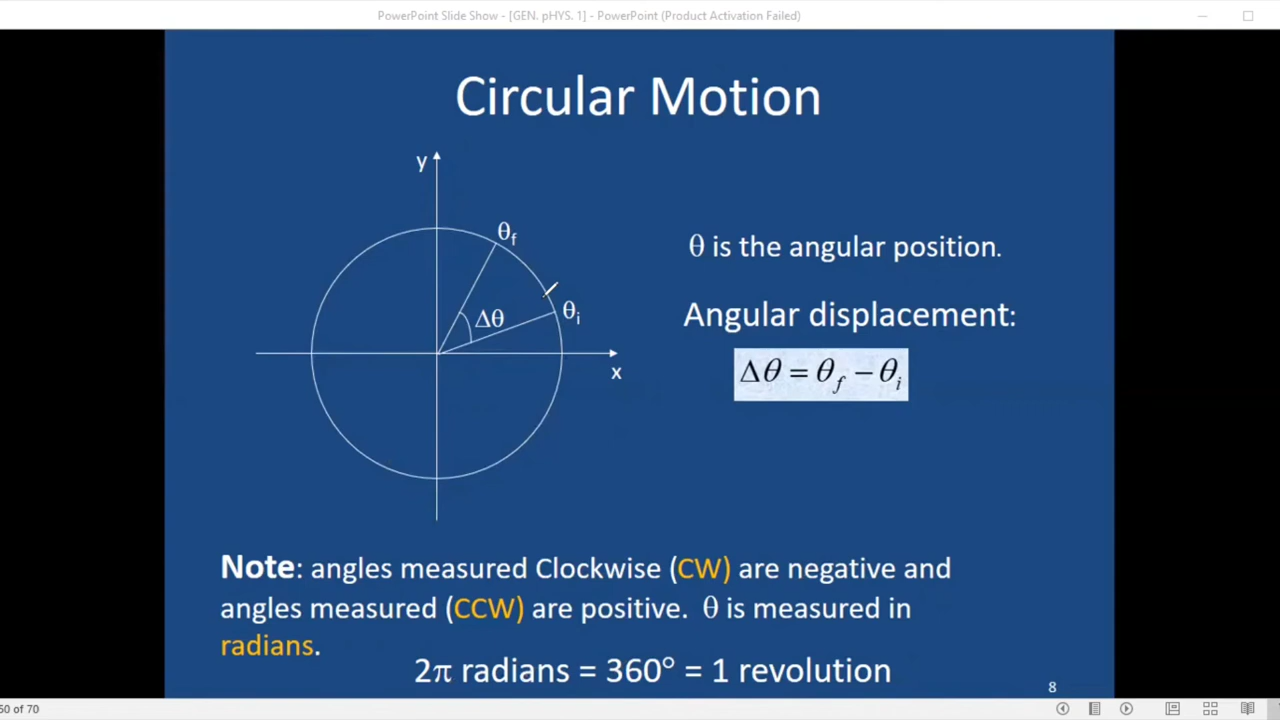 PowerPoint Slide Show - [GEN. pHYS. 1] - PowerPoint (Product Activation Failed)
Circular Motion
y
θf
Δθ
θi
x
θ is the angular position.
Angular displacement:
Δθ = θf − θi
Note: angles measured Clockwise (CW) are negative and
angles measured (CCW) are positive. θ is measured in
radians.
2π radians = 360° = 1 revolution
8
50 of 70